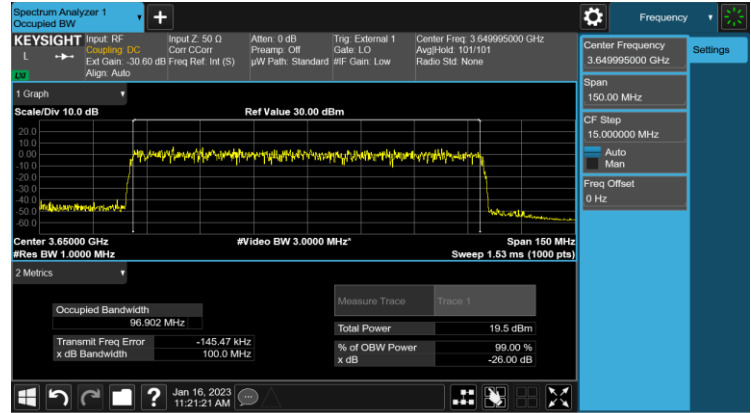 Spectrum Analyzer 1
Occupied BW
Frequency
KEYSIGHT Input: RF Input Z: 50 Ω Atten: 0 dB Trig: External 1 Center Freq: 3.649995000 GHz
L Coupling: DC Corr CCorr Preamp: Off Gate: LO Avg|Hold: 101/101
Ext Gain: -30.60 dB Freq Ref: Int (S) µW Path: Standard #IF Gain: Low Radio Std: None
LXI Align: Auto
Center Frequency
3.649995000 GHz
Settings
Span
150.00 MHz
CF Step
15.000000 MHz
Auto
Man
Freq Offset
0 Hz
1 Graph
Scale/Div 10.0 dB Ref Value 30.00 dBm
20.0
10.0
0.00
-10.0
-20.0
-30.0
-40.0
-50.0
-60.0
Center 3.65000 GHz #Video BW 3.0000 MHz* Span 150 MHz
#Res BW 1.0000 MHz Sweep 1.53 ms (1000 pts)
2 Metrics
Occupied Bandwidth
96.902 MHz
Transmit Freq Error -145.47 kHz
x dB Bandwidth 100.0 MHz
Measure Trace Trace 1
Total Power 19.5 dBm
% of OBW Power 99.00 %
x dB -26.00 dB
Jan 16, 2023
11:21:21 AM